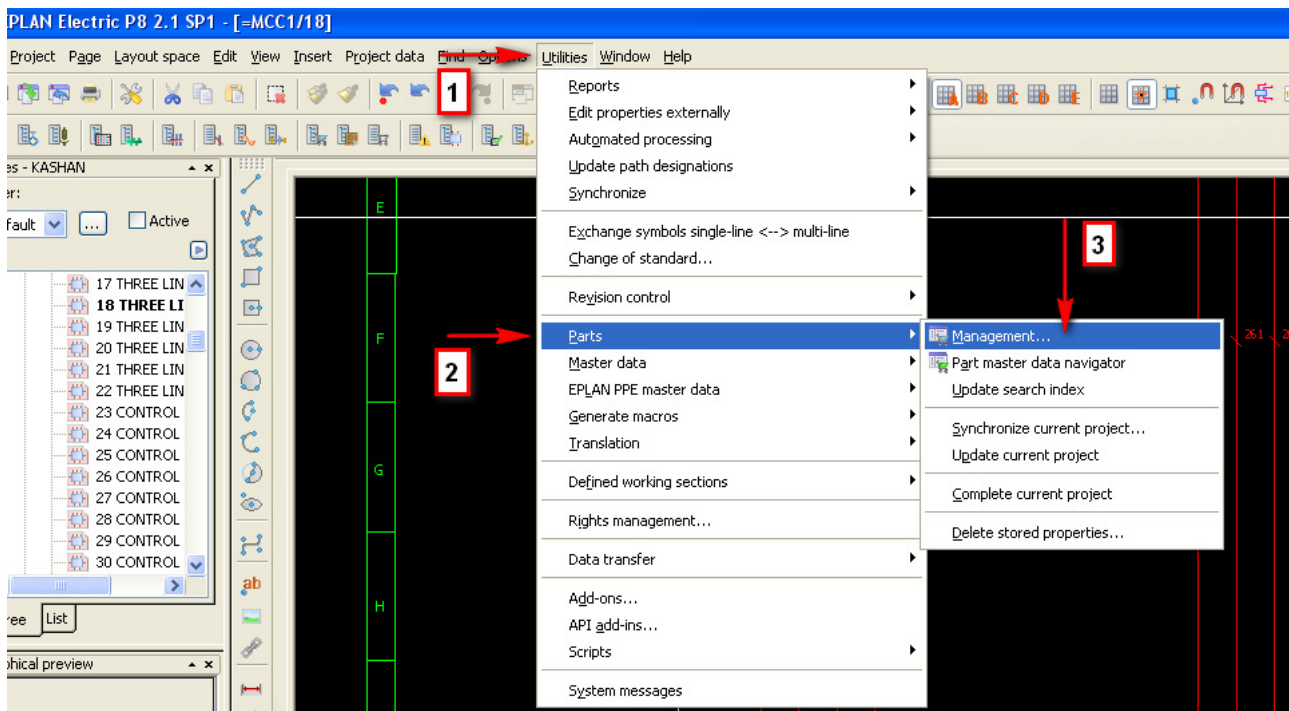 EPLAN Electric P8 2.1 SP1 - [=MCC1/18]
Project Page Layout space Edit View Insert Project data Find Options Utilities Window Help
1
Reports
Edit properties externally
Automated processing
Update path designations
Synchronize
Exchange symbols single-line <--> multi-line
Change of standard...
Revision control
Parts
Master data
EPLAN PPE master data
Generate macros
Translation
Defined working sections
Rights management...
Data transfer
Add-ons...
API add-ins...
Scripts
System messages
2
3
Management...
Part master data navigator
Update search index
Synchronize current project...
Update current project
Complete current project
Delete stored properties...
es - KASHAN
er:
fault ... Active
17 THREE LIN
18 THREE LI
19 THREE LIN
20 THREE LIN
21 THREE LIN
22 THREE LIN
23 CONTROL
24 CONTROL
25 CONTROL
26 CONTROL
27 CONTROL
28 CONTROL
29 CONTROL
30 CONTROL
ree List
phical preview
ab
E
F
G
H
A B C D E
261